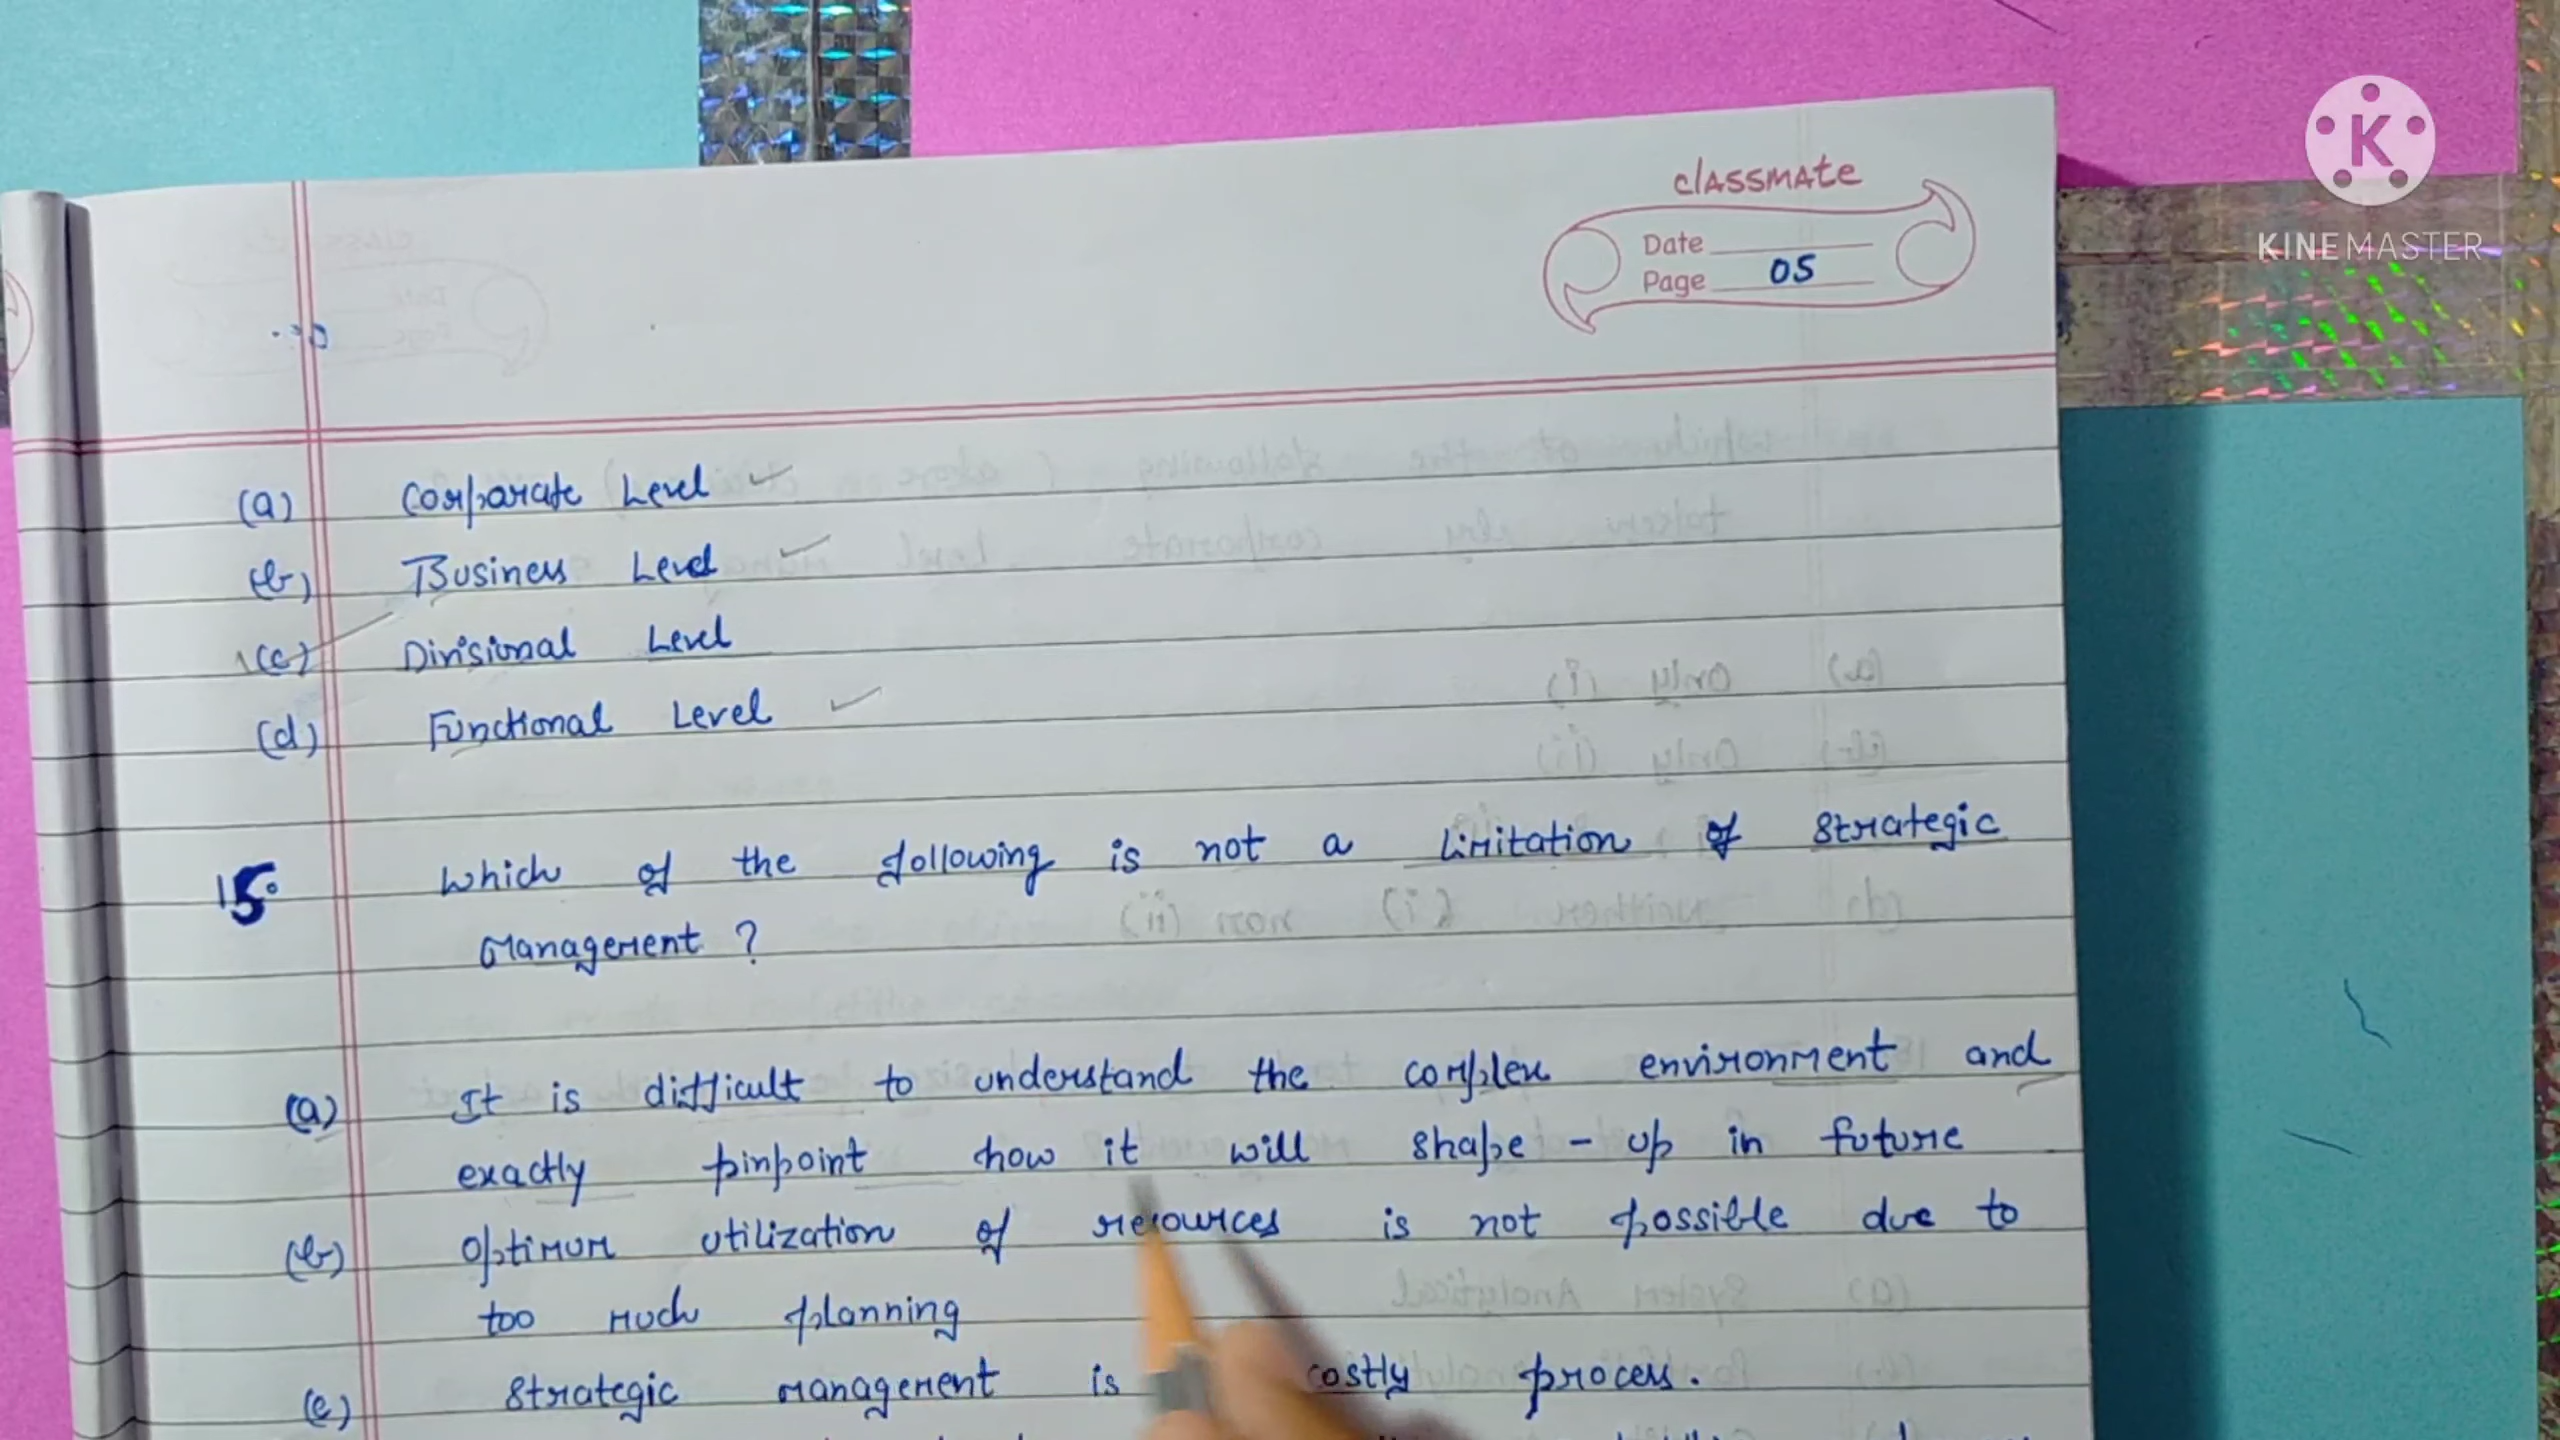 classmate
Date
Page 05
K
KINEMASTER
(a) Corporate Level
(b) Business Level
(c) Divisional Level
(d) Functional Level
15. Which of the following is not a limitation of strategic
management ?
(a) It is difficult to understand the complex environment and
exactly pinpoint how it will shape - up in future
(b) Optimum utilization of resources is not possible due to
too much planning
(c) Strategic management is costly process.